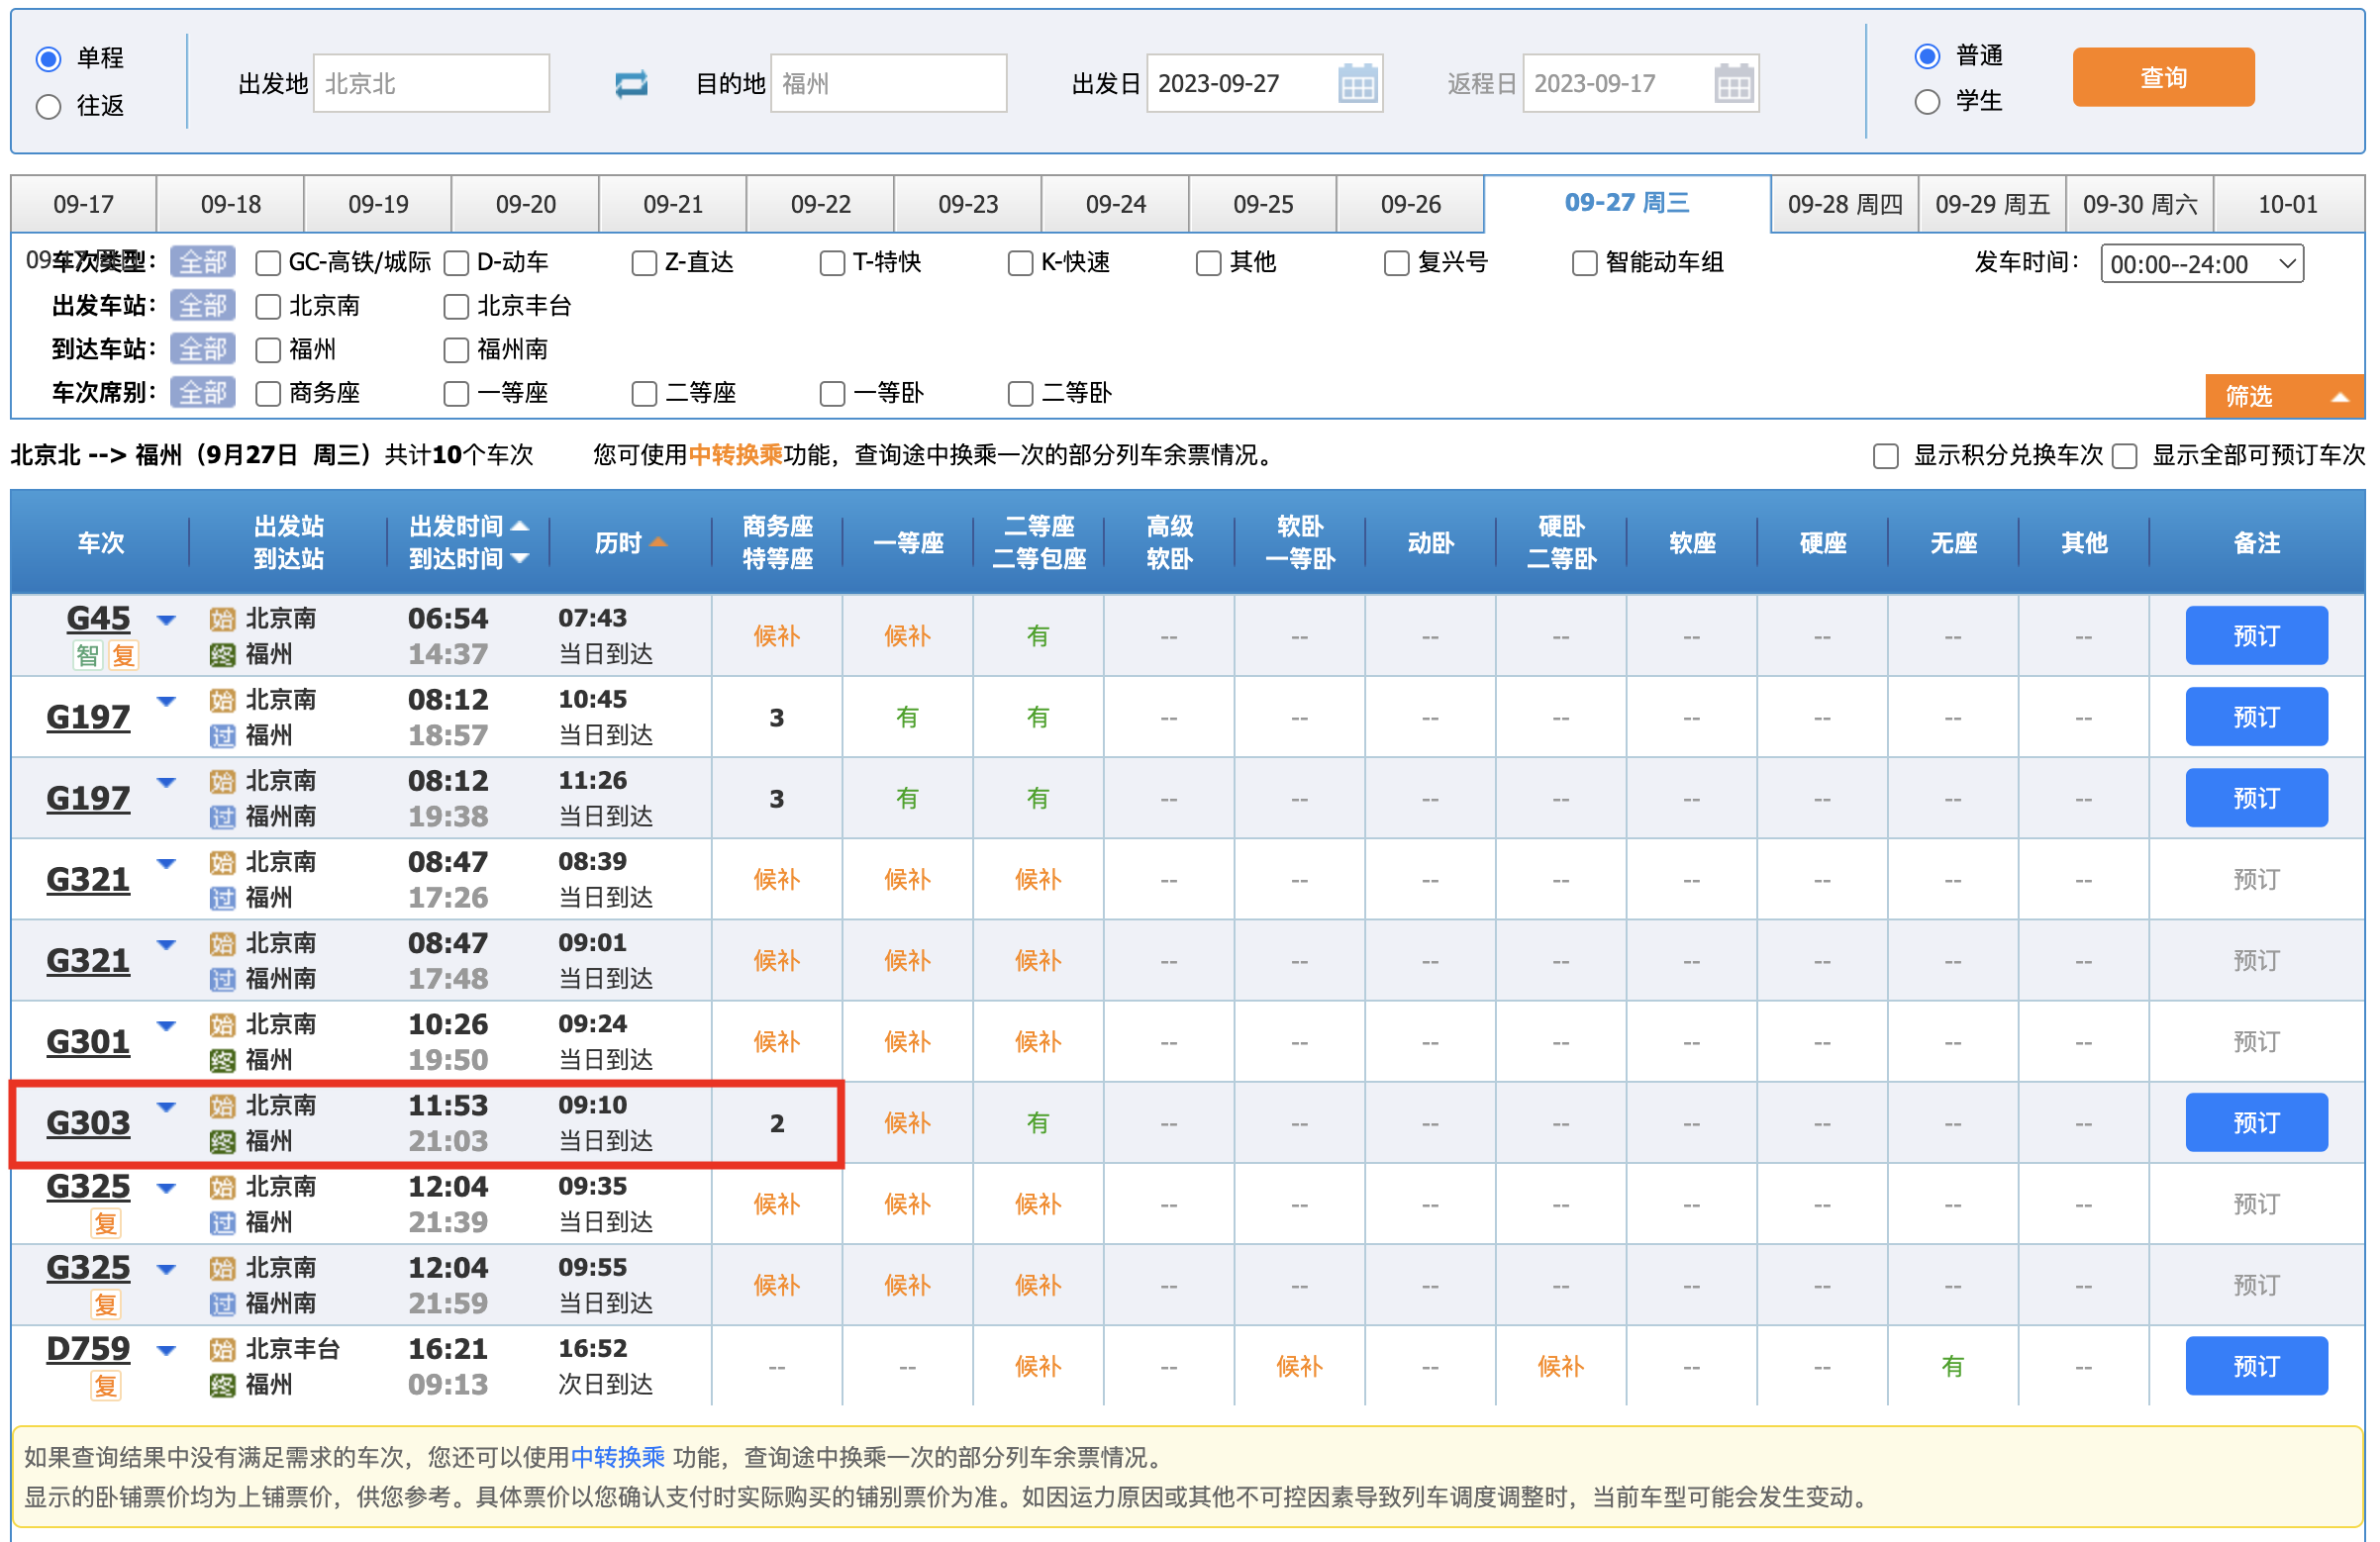 单程
往返
出发地 北京北 目的地 福州 出发日 2023-09-27 返程日 2023-09-17
普通
学生
查询
09-17 09-18 09-19 09-20 09-21 09-22 09-23 09-24 09-25 09-26 09-27 周三 09-28 周四 09-29 周五 09-30 周六 10-01
车次类型： 全部 GC-高铁/城际 D-动车 Z-直达 T-特快 K-快速 其他 复兴号 智能动车组 发车时间： 00:00--24:00
出发车站： 全部 北京南 北京丰台
到达车站： 全部 福州 福州南
车次席别： 全部 商务座 一等座 二等座 一等卧 二等卧
筛选
北京北 --> 福州（9月27日 周三）共计10个车次 您可使用中转换乘功能，查询途中换乘一次的部分列车余票情况。 显示积分兑换车次 显示全部可预订车次
车次 出发站 出发时间 历时 商务座 一等座 二等座 高级 软卧 动卧 硬卧 软座 硬座 无座 其他 备注
到达站 到达时间 特等座 二等包座 软卧 一等卧 二等卧
G45 始 北京南 06:54 07:43 候补 候补 有 -- -- -- -- -- -- -- -- 预订
智 复 终 福州 14:37 当日到达
G197 始 北京南 08:12 10:45 3 有 有 -- -- -- -- -- -- -- -- 预订
过 福州 18:57 当日到达
G197 始 北京南 08:12 11:26 3 有 有 -- -- -- -- -- -- -- -- 预订
过 福州南 19:38 当日到达
G321 始 北京南 08:47 08:39 候补 候补 候补 -- -- -- -- -- -- -- -- 预订
过 福州 17:26 当日到达
G321 始 北京南 08:47 09:01 候补 候补 候补 -- -- -- -- -- -- -- -- 预订
过 福州南 17:48 当日到达
G301 始 北京南 10:26 09:24 候补 候补 候补 -- -- -- -- -- -- -- -- 预订
终 福州 19:50 当日到达
G303 始 北京南 11:53 09:10 2 候补 有 -- -- -- -- -- -- -- -- 预订
终 福州 21:03 当日到达
G325 始 北京南 12:04 09:35 候补 候补 候补 -- -- -- -- -- -- -- -- 预订
复 过 福州 21:39 当日到达
G325 始 北京南 12:04 09:55 候补 候补 候补 -- -- -- -- -- -- -- -- 预订
复 过 福州南 21:59 当日到达
D759 始 北京丰台 16:21 16:52 -- -- 候补 -- 候补 -- 候补 -- -- 有 -- 预订
复 终 福州 09:13 次日到达
如果查询结果中没有满足需求的车次，您还可以使用中转换乘 功能，查询途中换乘一次的部分列车余票情况。
显示的卧铺票价均为上铺票价，供您参考。具体票价以您确认支付时实际购买的铺别票价为准。如因运力原因或其他不可控因素导致列车调度调整时，当前车型可能会发生变动。